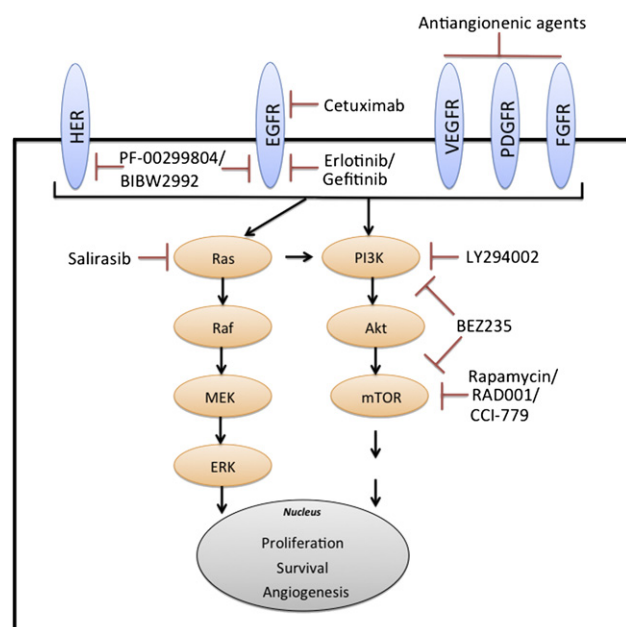 Antiangionenic agents
HER
EGFR
VEGFR
PDGFR
FGFR
Cetuximab
PF-00299804/
BIBW2992
Erlotinib/
Gefitinib
Salirasib
Ras
PI3K
LY294002
Raf
Akt
BEZ235
MEK
mTOR
Rapamycin/
RAD001/
CCI-779
ERK
Nucleus
Proliferation
Survival
Angiogenesis